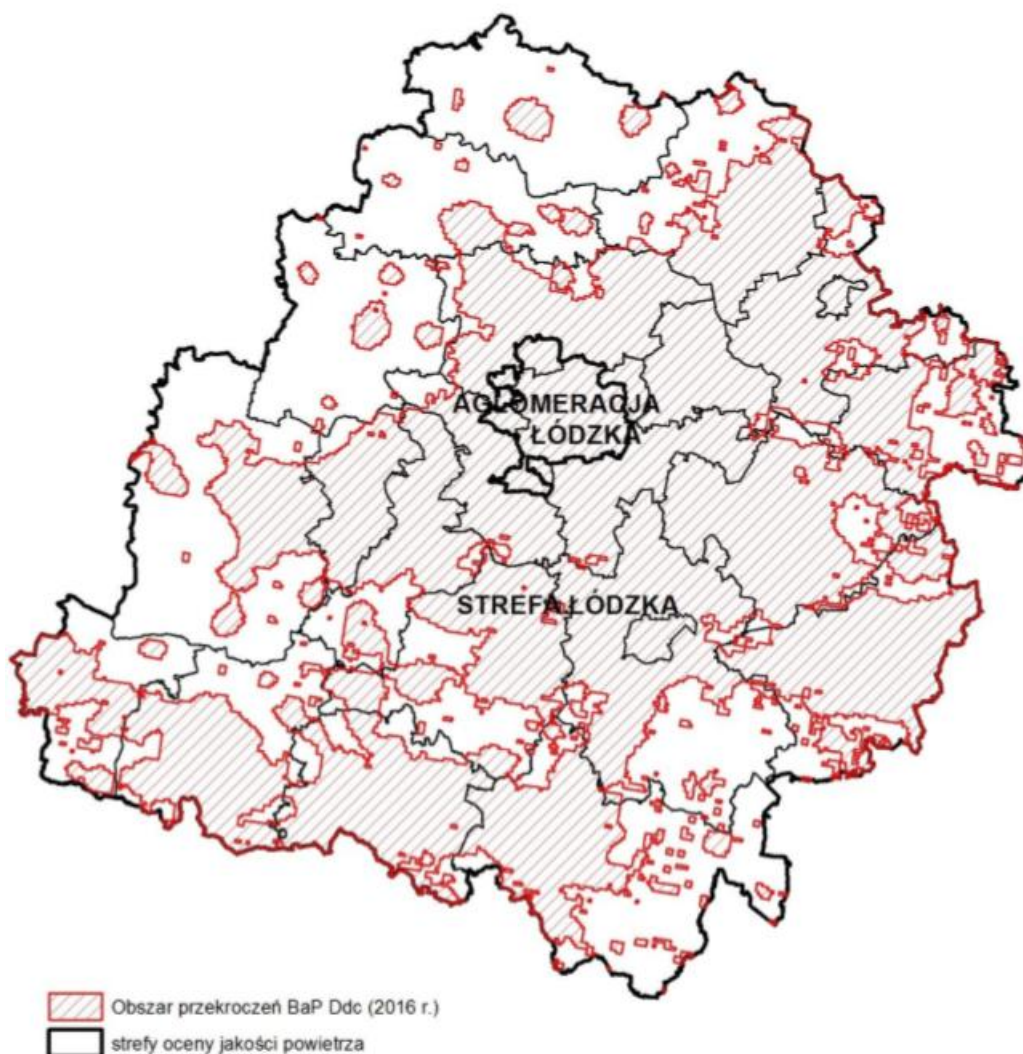 AGLOMERACJA
ŁÓDZKA
STREFA ŁÓDZKA
Obszar przekroczeń BaP Ddc (2016 r.)
strefy oceny jakości powietrza